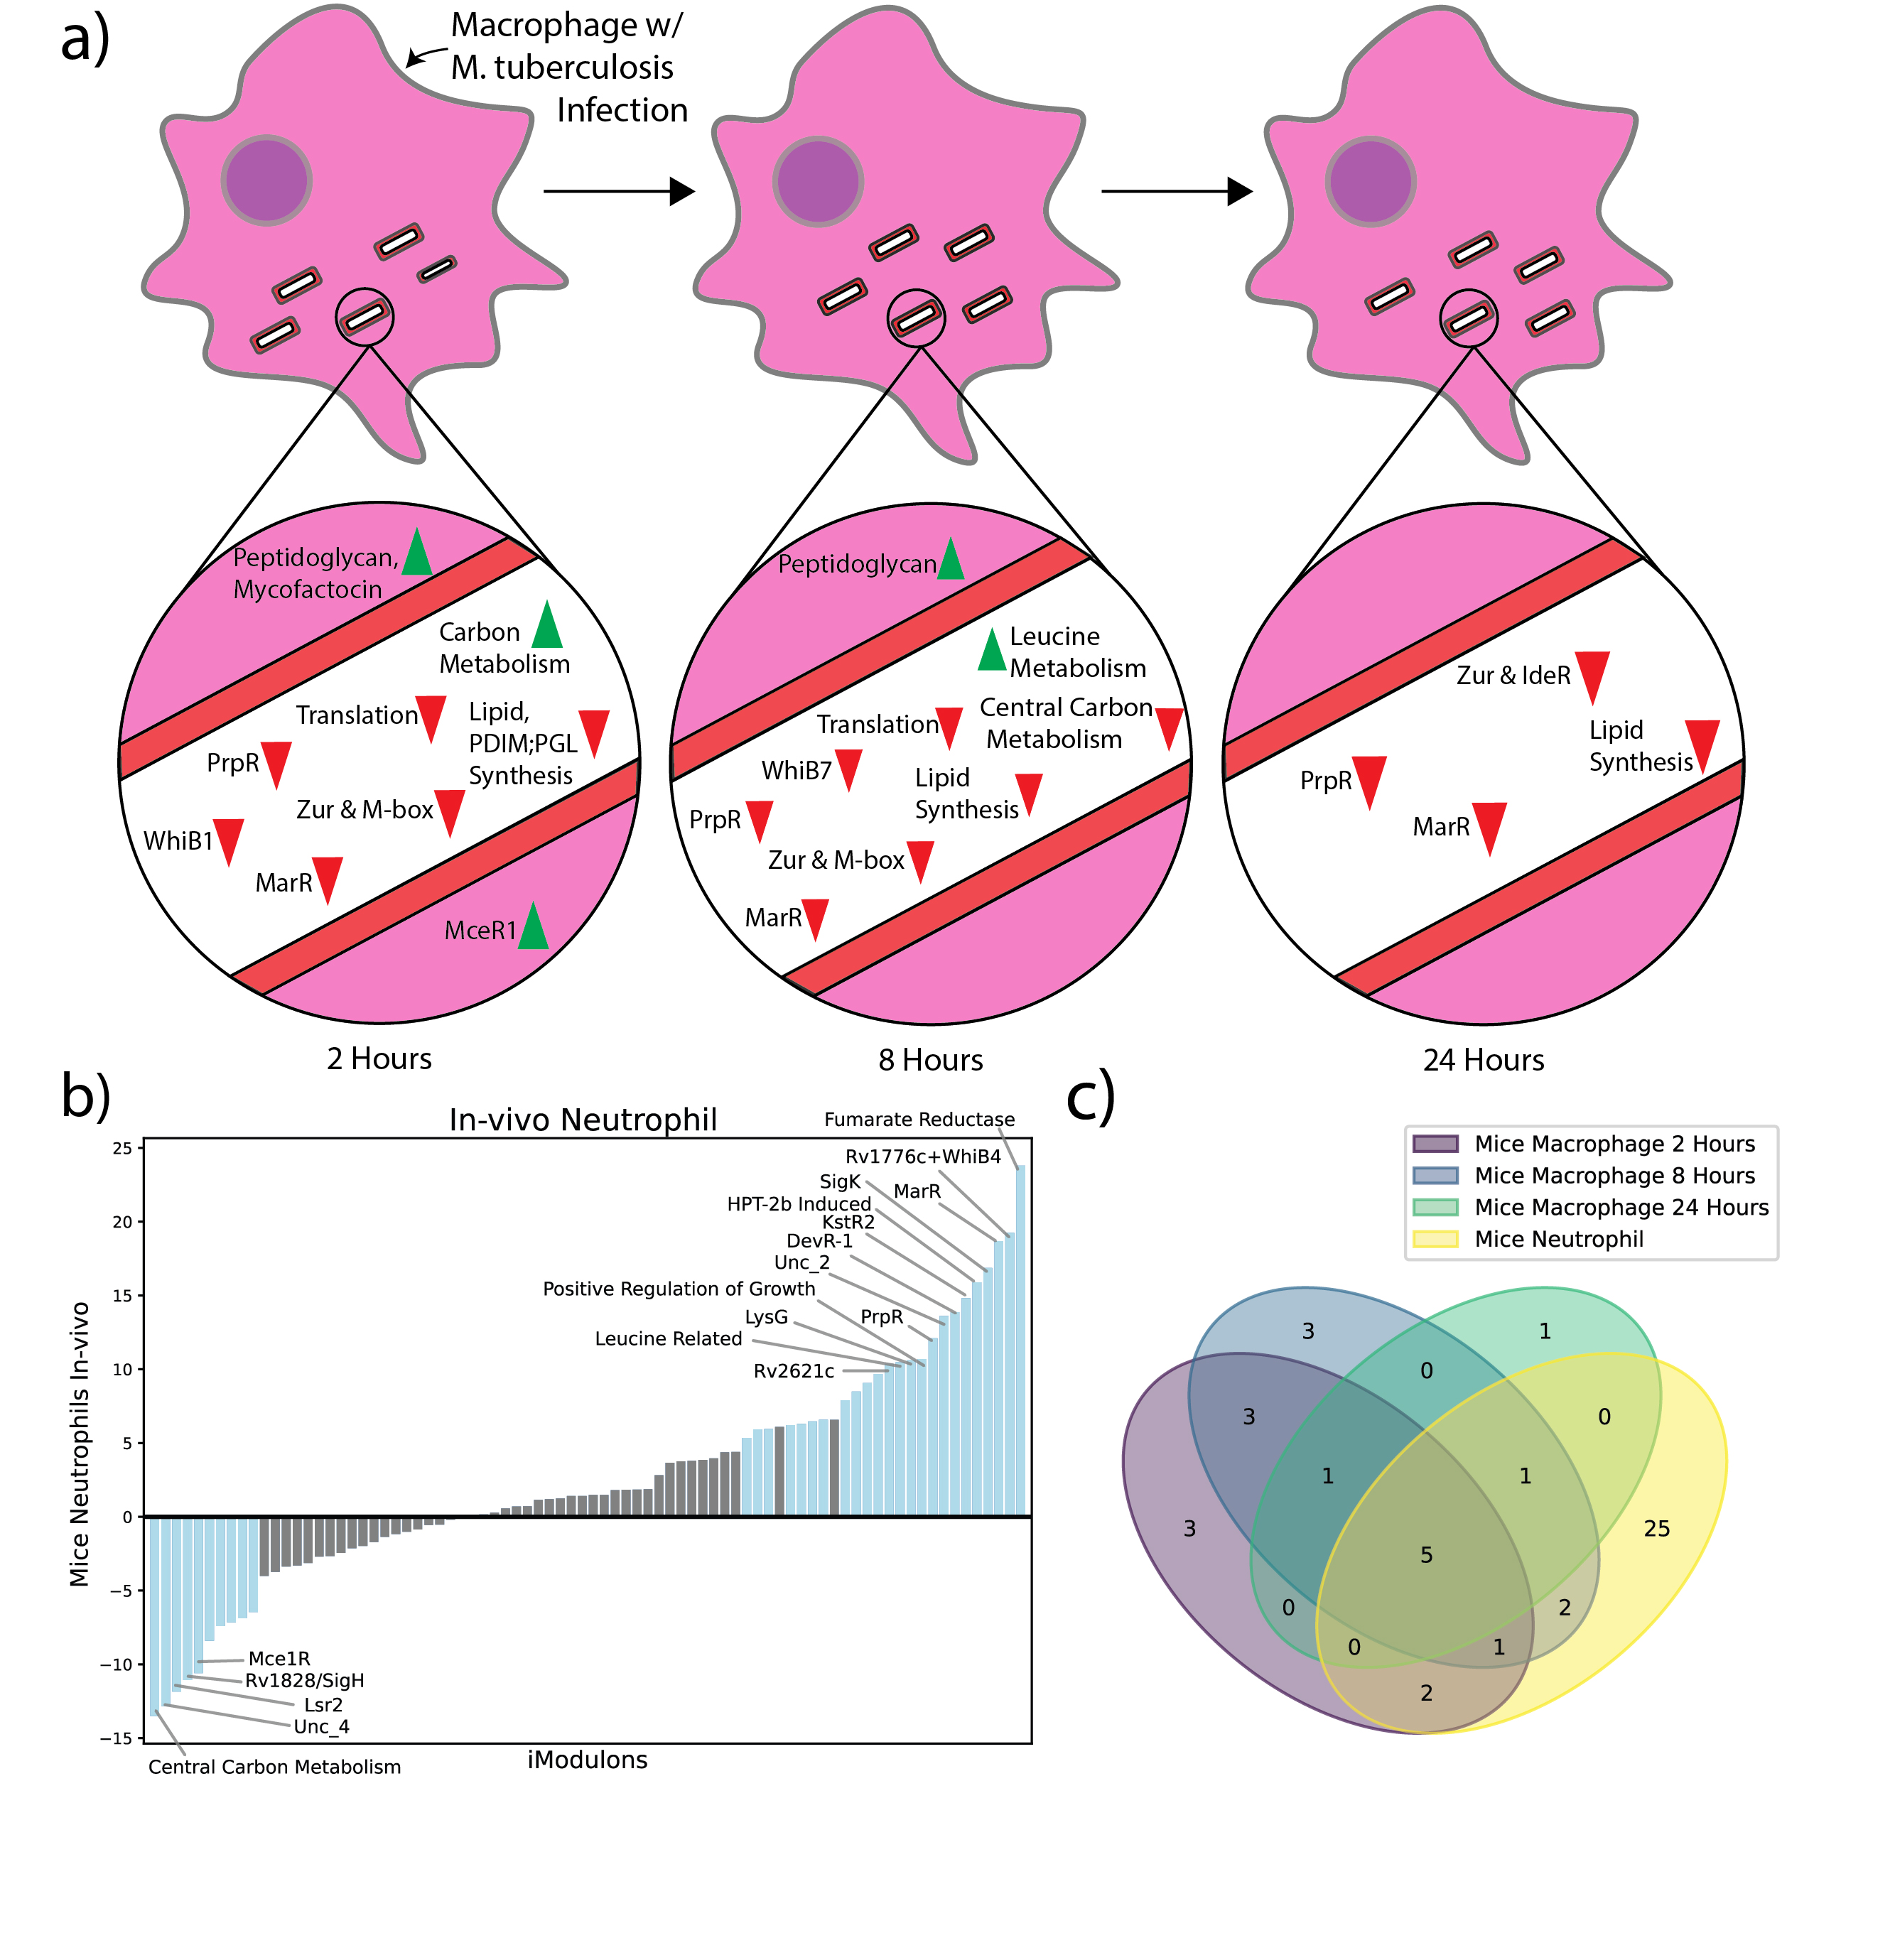 a)
Macrophage w/
M. tuberculosis
Infection
Peptidoglycan,
Mycofactocin
Carbon
Metabolism
Translation
Lipid,
PDIM;PGL
Synthesis
PrpR
Zur & M-box
WhiB1
MarR
MceR1
2 Hours
Peptidoglycan
Leucine
Metabolism
Translation
Central Carbon
Metabolism
WhiB7
Lipid
Synthesis
PrpR
Zur & M-box
MarR
8 Hours
Zur & IdeR
Lipid
Synthesis
PrpR
MarR
24 Hours
b)
In-vivo Neutrophil
Mice Neutrophils In-vivo
25
20
15
10
5
0
−5
−10
−15
Fumarate Reductase
Rv1776c+WhiB4
SigK
MarR
HPT-2b Induced
KstR2
DevR-1
Unc_2
Positive Regulation of Growth
LysG
PrpR
Leucine Related
Rv2621c
Mce1R
Rv1828/SigH
Lsr2
Unc_4
Central Carbon Metabolism
iModulons
c)
Mice Macrophage 2 Hours
Mice Macrophage 8 Hours
Mice Macrophage 24 Hours
Mice Neutrophil
3
1
0
3
0
1
1
3
25
5
0
2
0
1
2